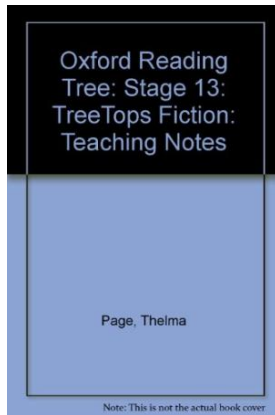 Oxford Reading
Tree: Stage 13:
TreeTops Fiction:
Teaching Notes
Page, Thelma
Note: This is not the actual book cover